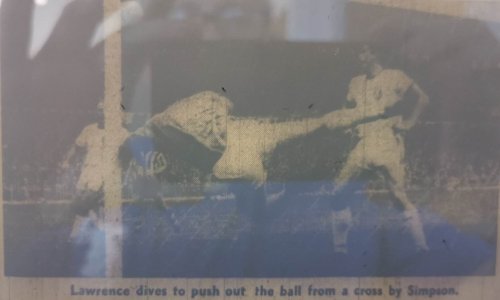 Lawrence dives to push out the ball from a cross by Simpson.